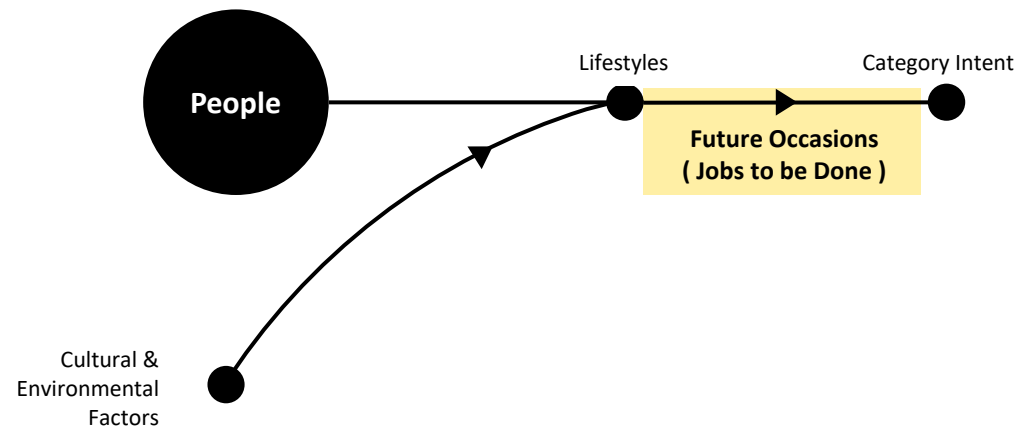 Lifestyles
Category Intent
People
Future Occasions
( Jobs to be Done )
Cultural &
Environmental
Factors